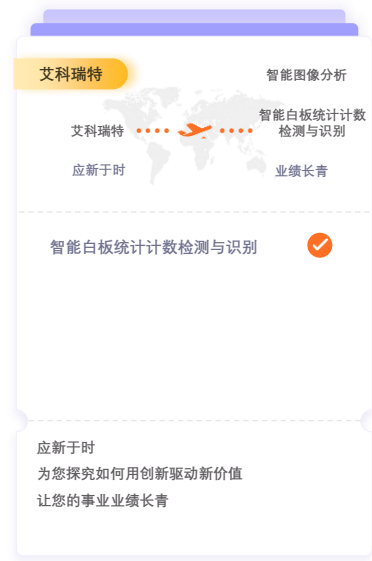 艾科瑞特
智能图像分析
艾科瑞特
智能白板统计计数
检测与识别
应新于时
业绩长青
智能白板统计计数检测与识别
应新于时
为您探究如何用创新驱动新价值
让您的事业业绩长青